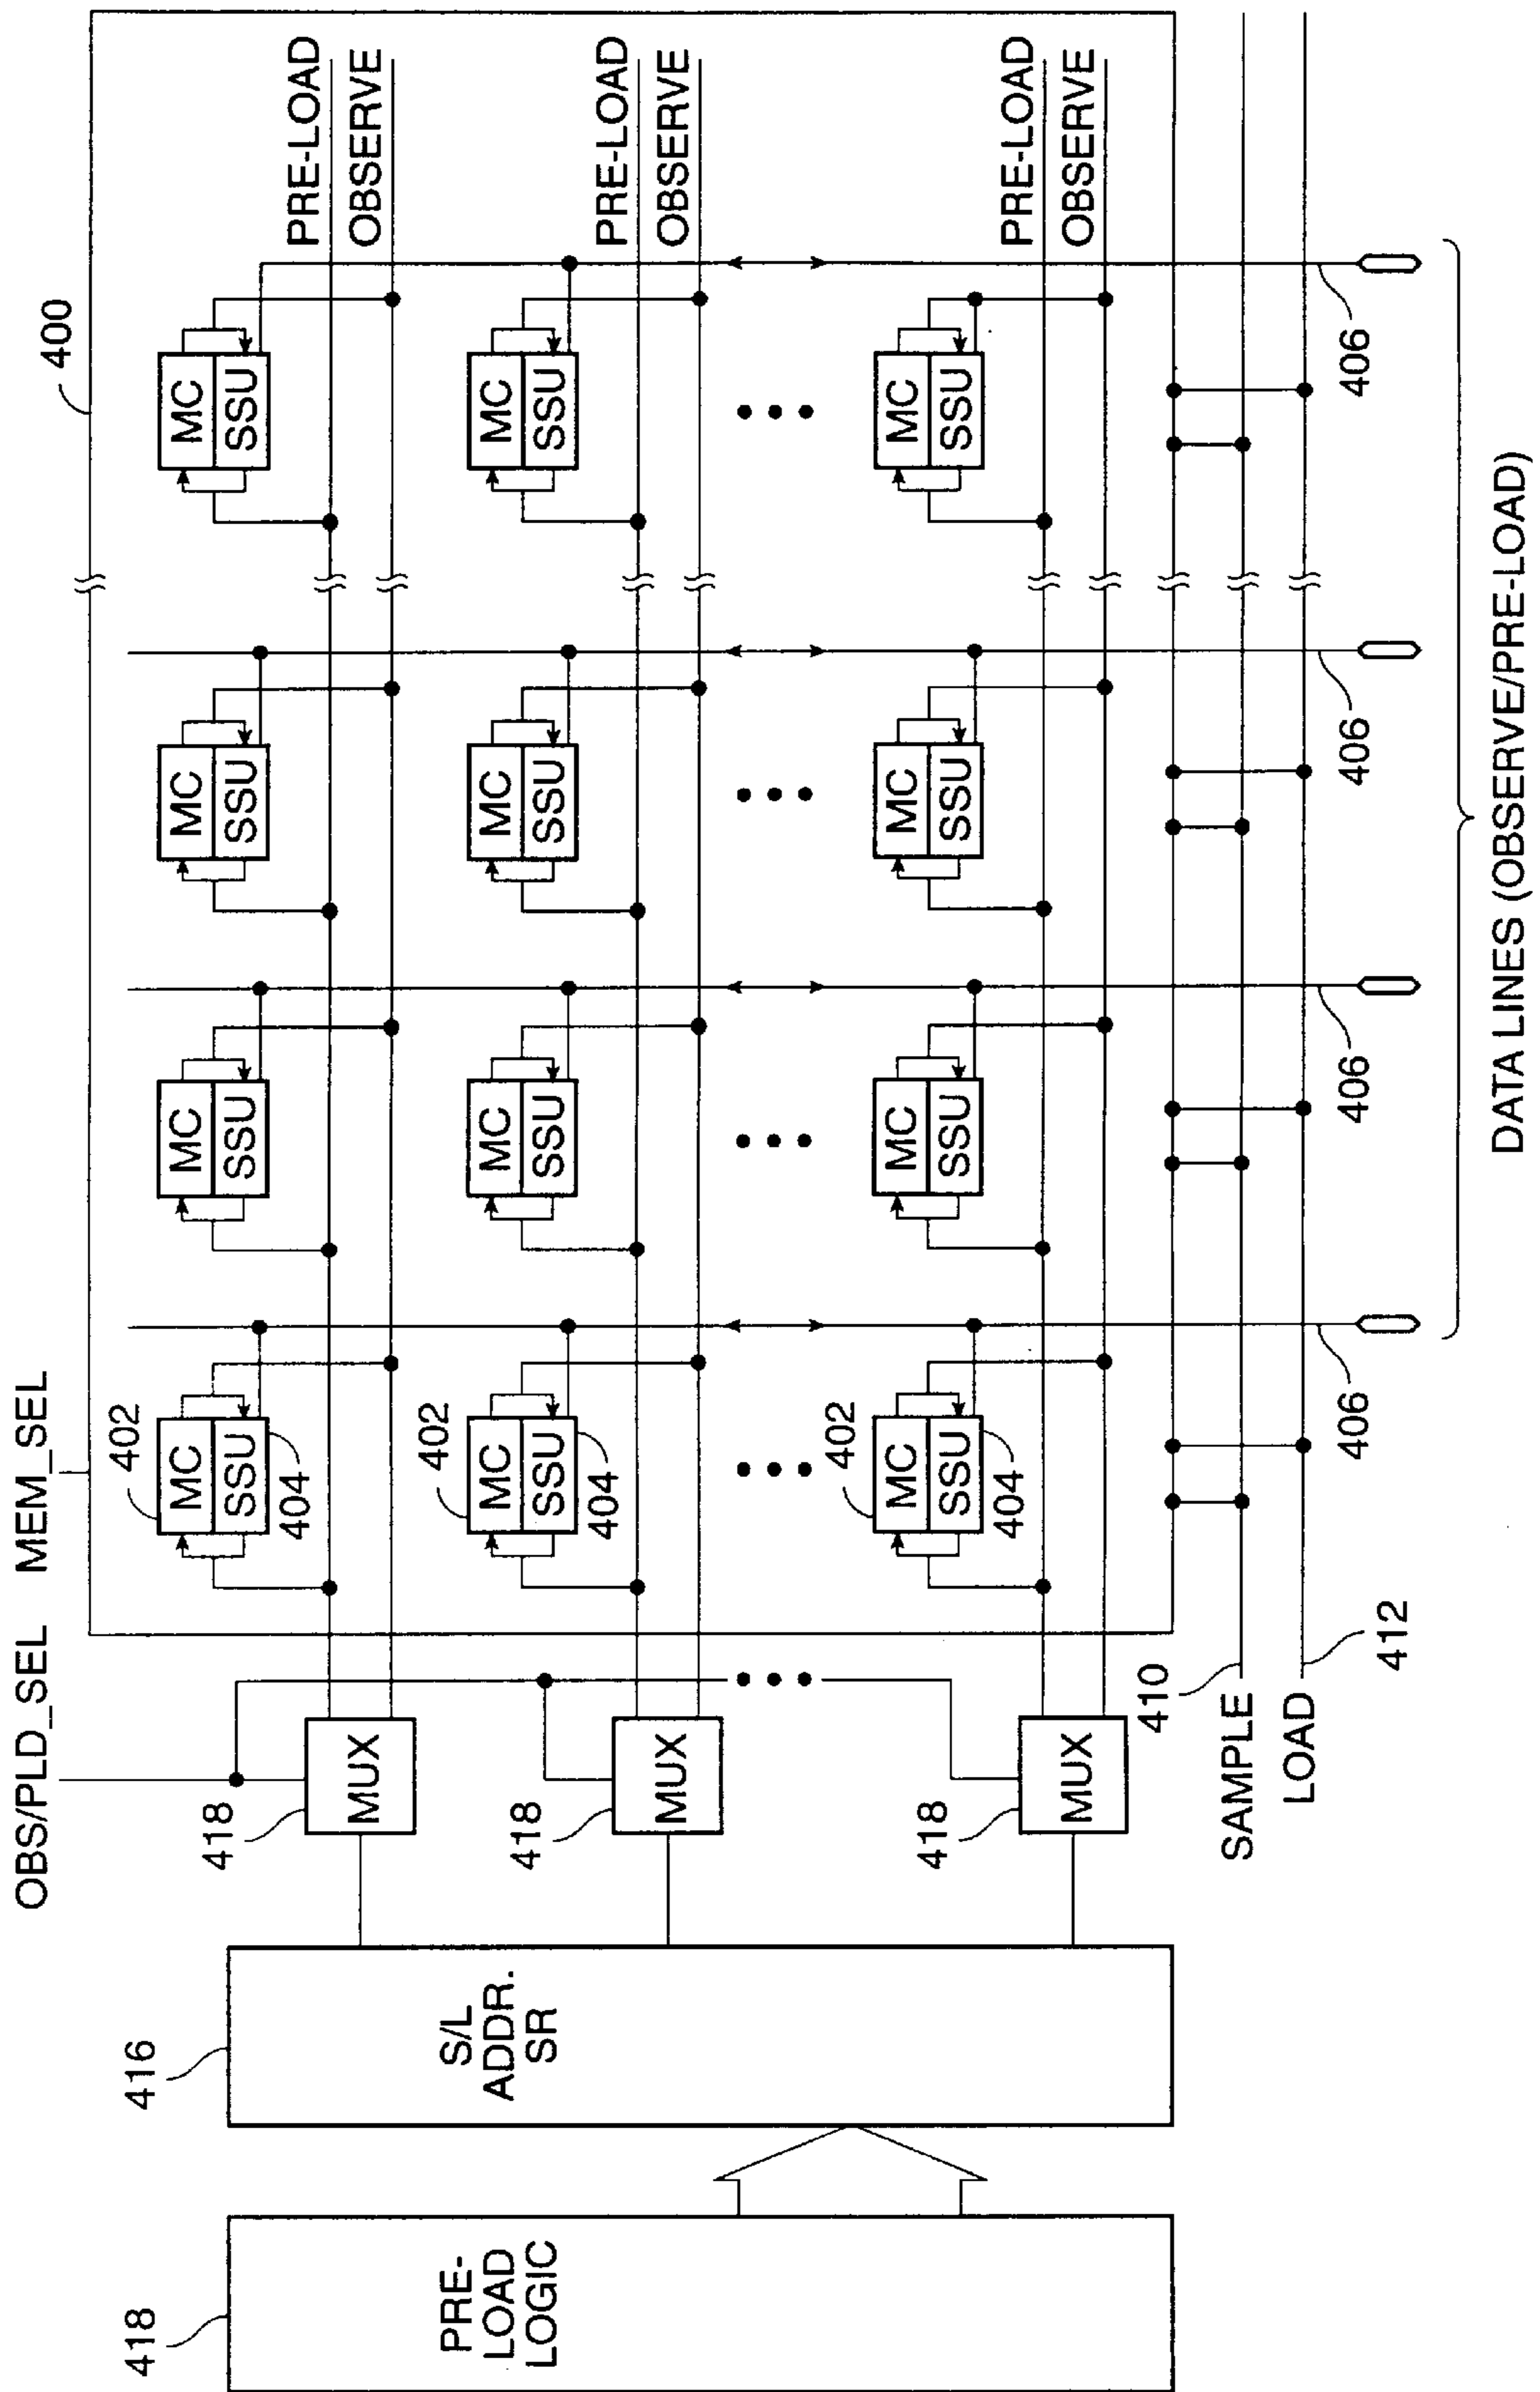 OBS/PLD_SEL MEM_SEL
400
418
416
402
MC MC MC MC
418
SSU SSU SSU SSU
404
PRE-LOAD
MUX
OBSERVE
402
PRE-
LOAD
LOGIC
S/L
ADDR.
SR
MC MC MC MC
418
SSU SSU SSU SSU
404
PRE-LOAD
MUX
OBSERVE
402
MC MC MC MC
418
SSU SSU SSU SSU
404
PRE-LOAD
MUX
OBSERVE
410
SAMPLE
LOAD
412
406 406 406 406
DATA LINES (OBSERVE/PRE-LOAD)